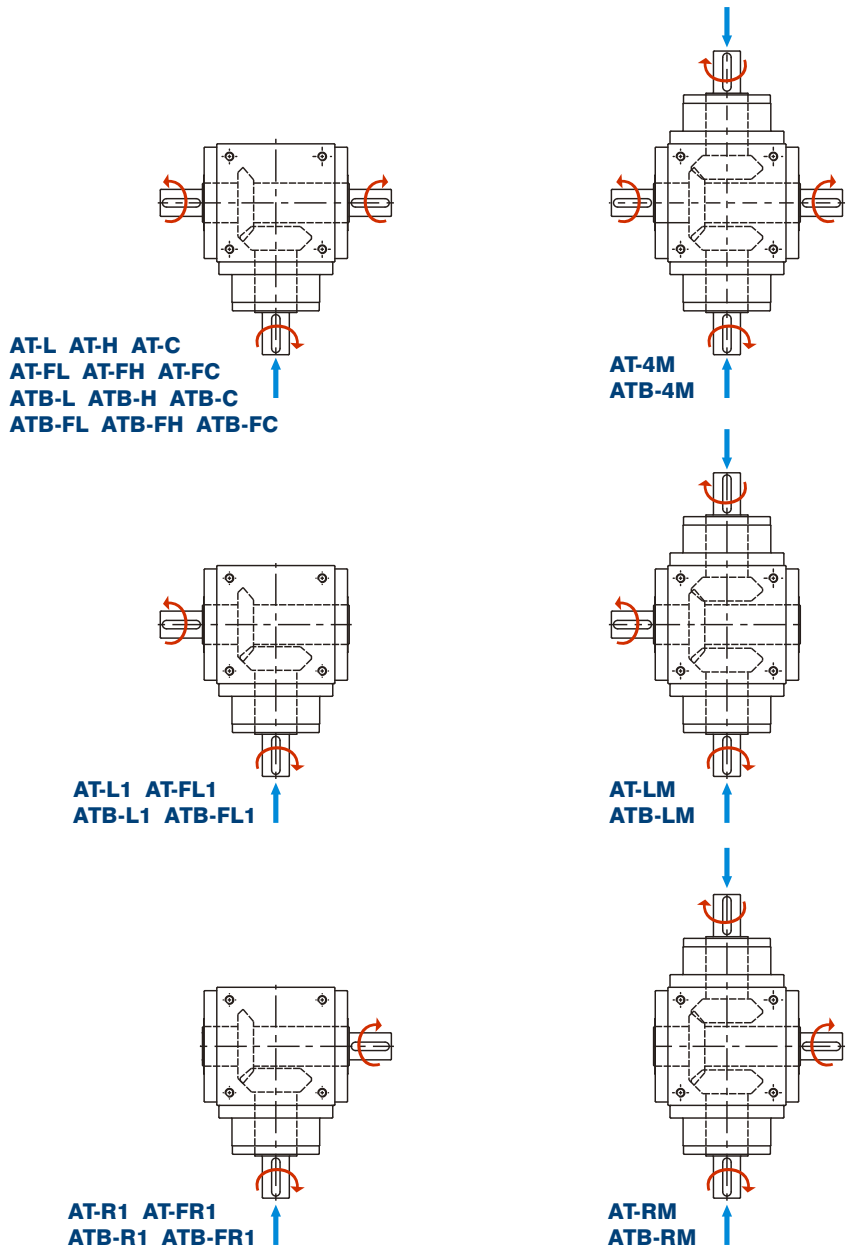 AT-L AT-H AT-C
AT-FL AT-FH AT-FC
ATB-L ATB-H ATB-C
ATB-FL ATB-FH ATB-FC
AT-4M
ATB-4M
AT-L1 AT-FL1
ATB-L1 ATB-FL1
AT-LM
ATB-LM
AT-R1 AT-FR1
ATB-R1 ATB-FR1
AT-RM
ATB-RM